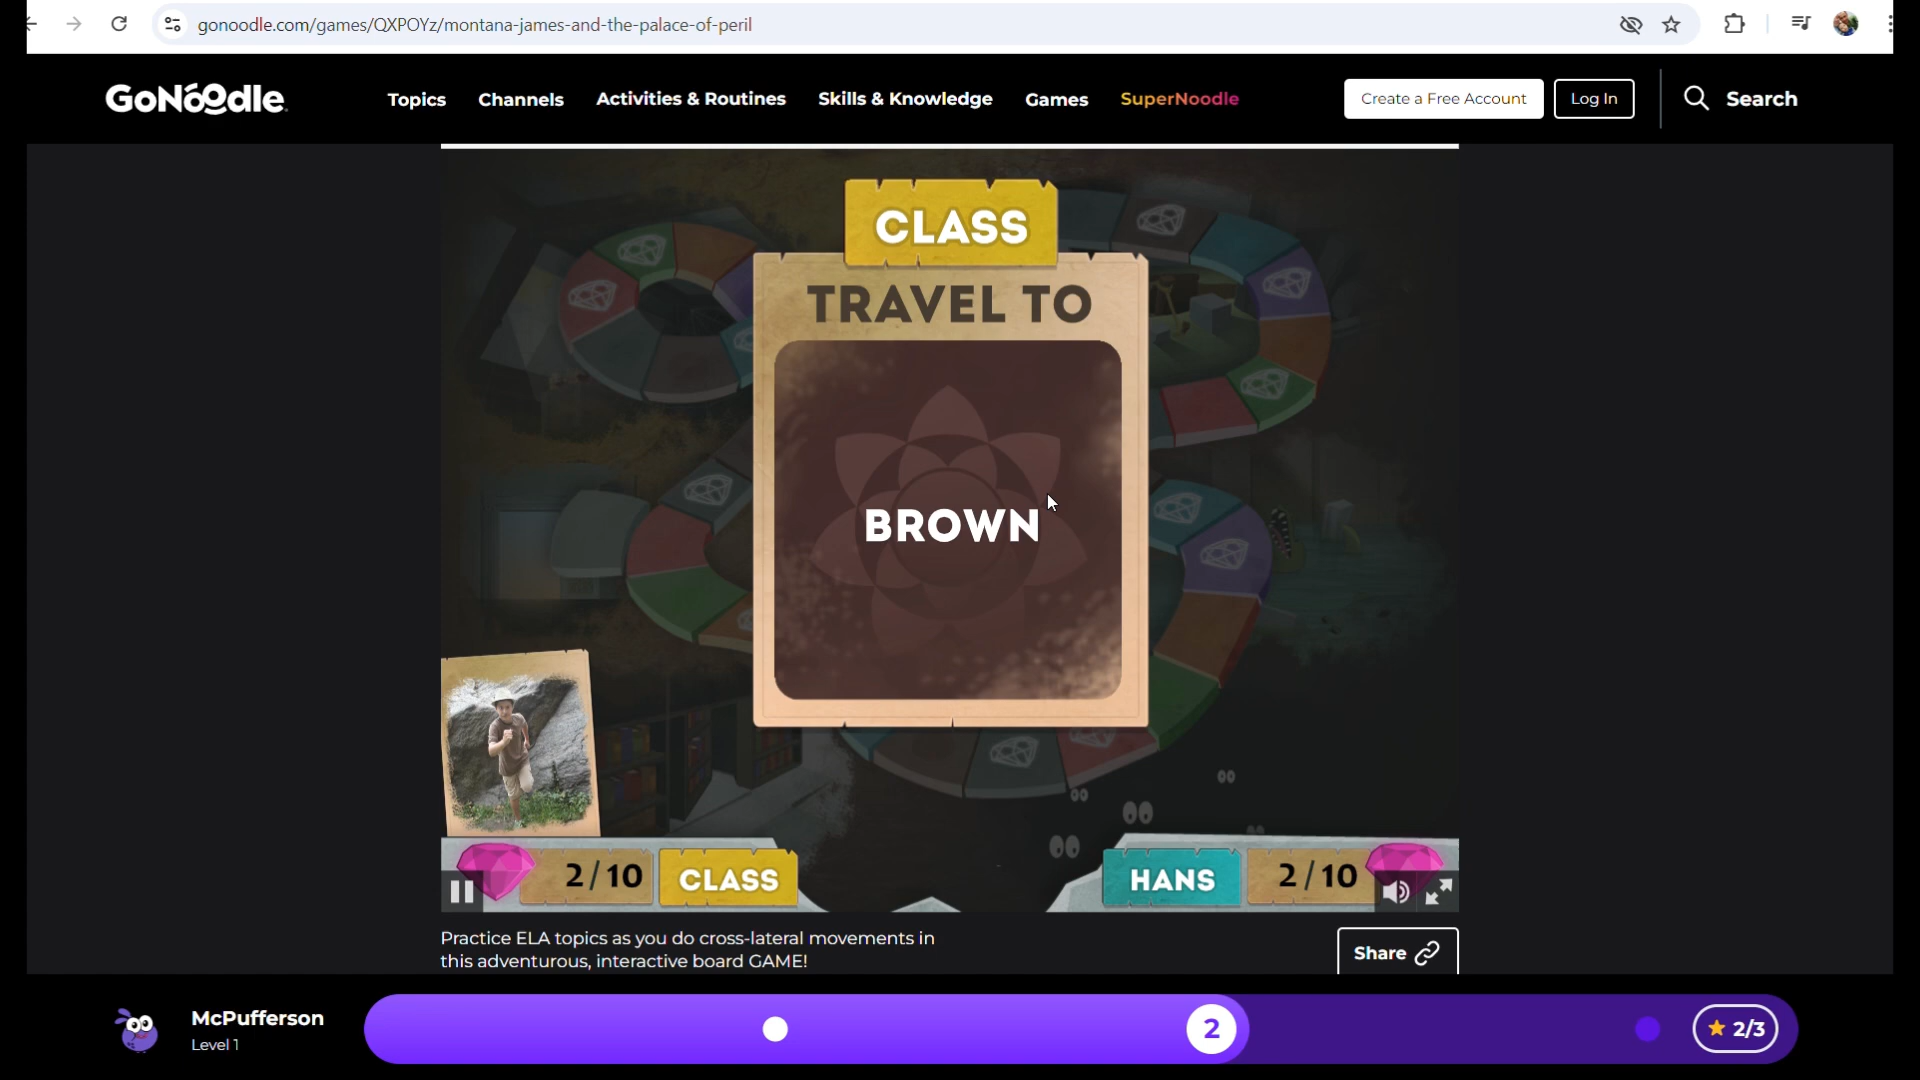 gonoodle.com/games/QXPOYz/montana-james-and-the-palace-of-peril
GoNoodle Topics Channels Activities & Routines Skills & Knowledge Games SuperNoodle Create a Free Account Log In Search
CLASS
TRAVEL TO
BROWN
2/10 CLASS HANS 2/10
Practice ELA topics as you do cross-lateral movements in
this adventurous, interactive board GAME!
Share
McPufferson
Level 1
2
2/3